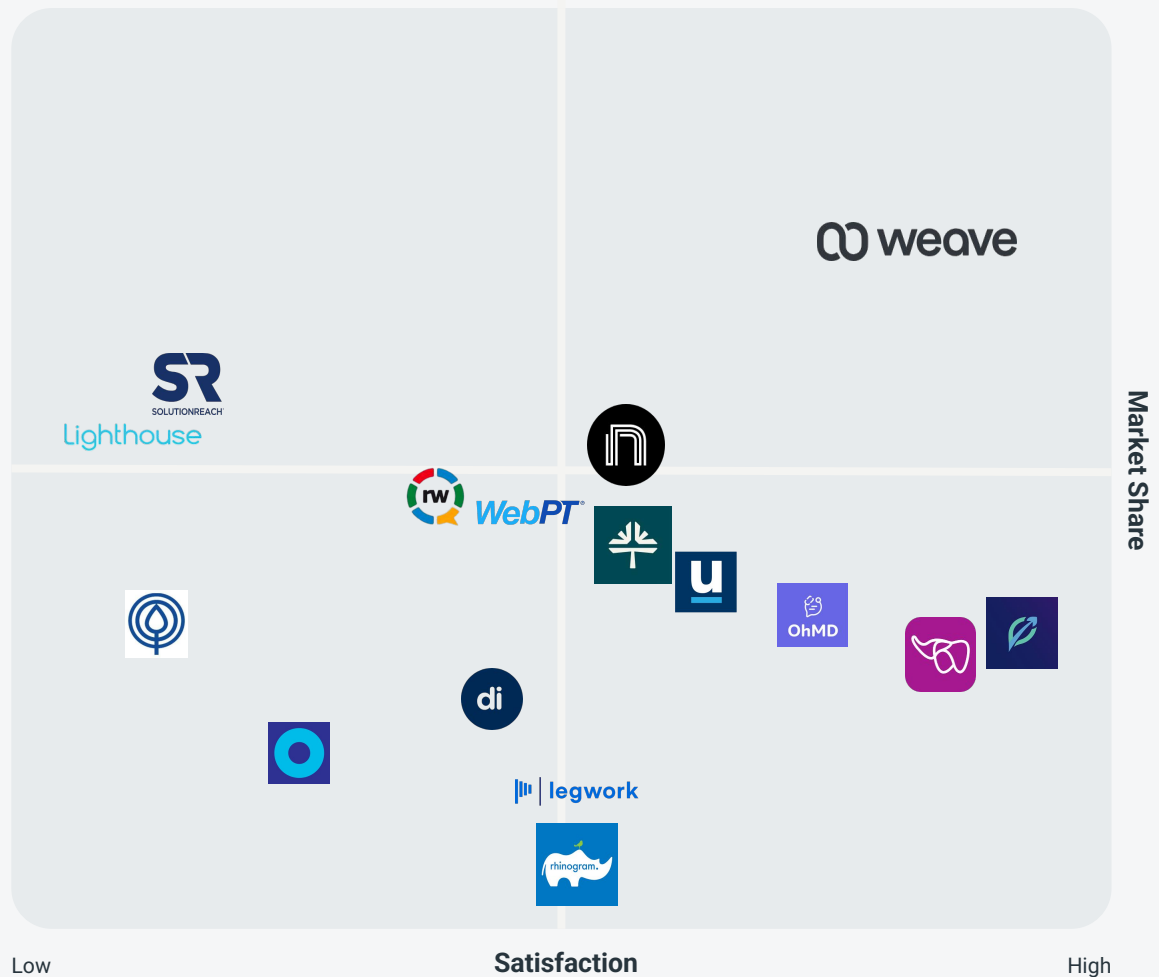 weave
SR
SOLUTIONREACH
Lighthouse
n
rw
WebPT
u
OhMD
di
legwork
rhinogram.
Market Share
Low
Satisfaction
High